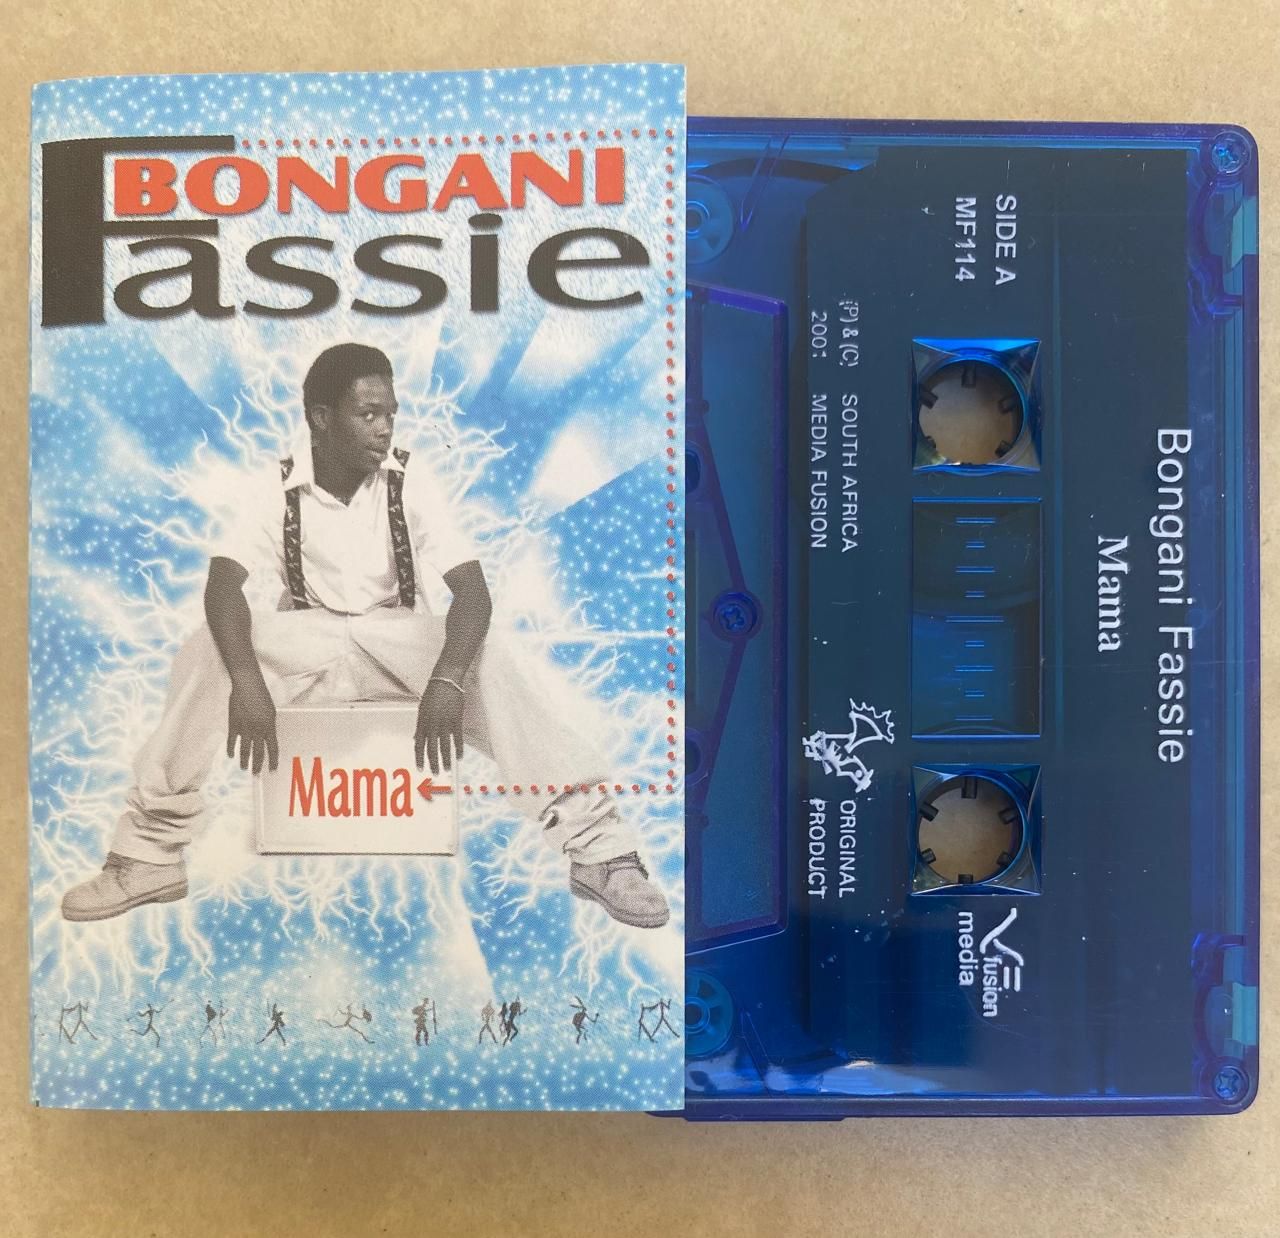 BONGANI
Fassie
Mama
Bongani Fassie
Mama
SIDE A
MF114
(P) & (C) SOUTH AFRICA
2001 MEDIA FUSION
ORIGINAL
PRODUCT
fusion
media